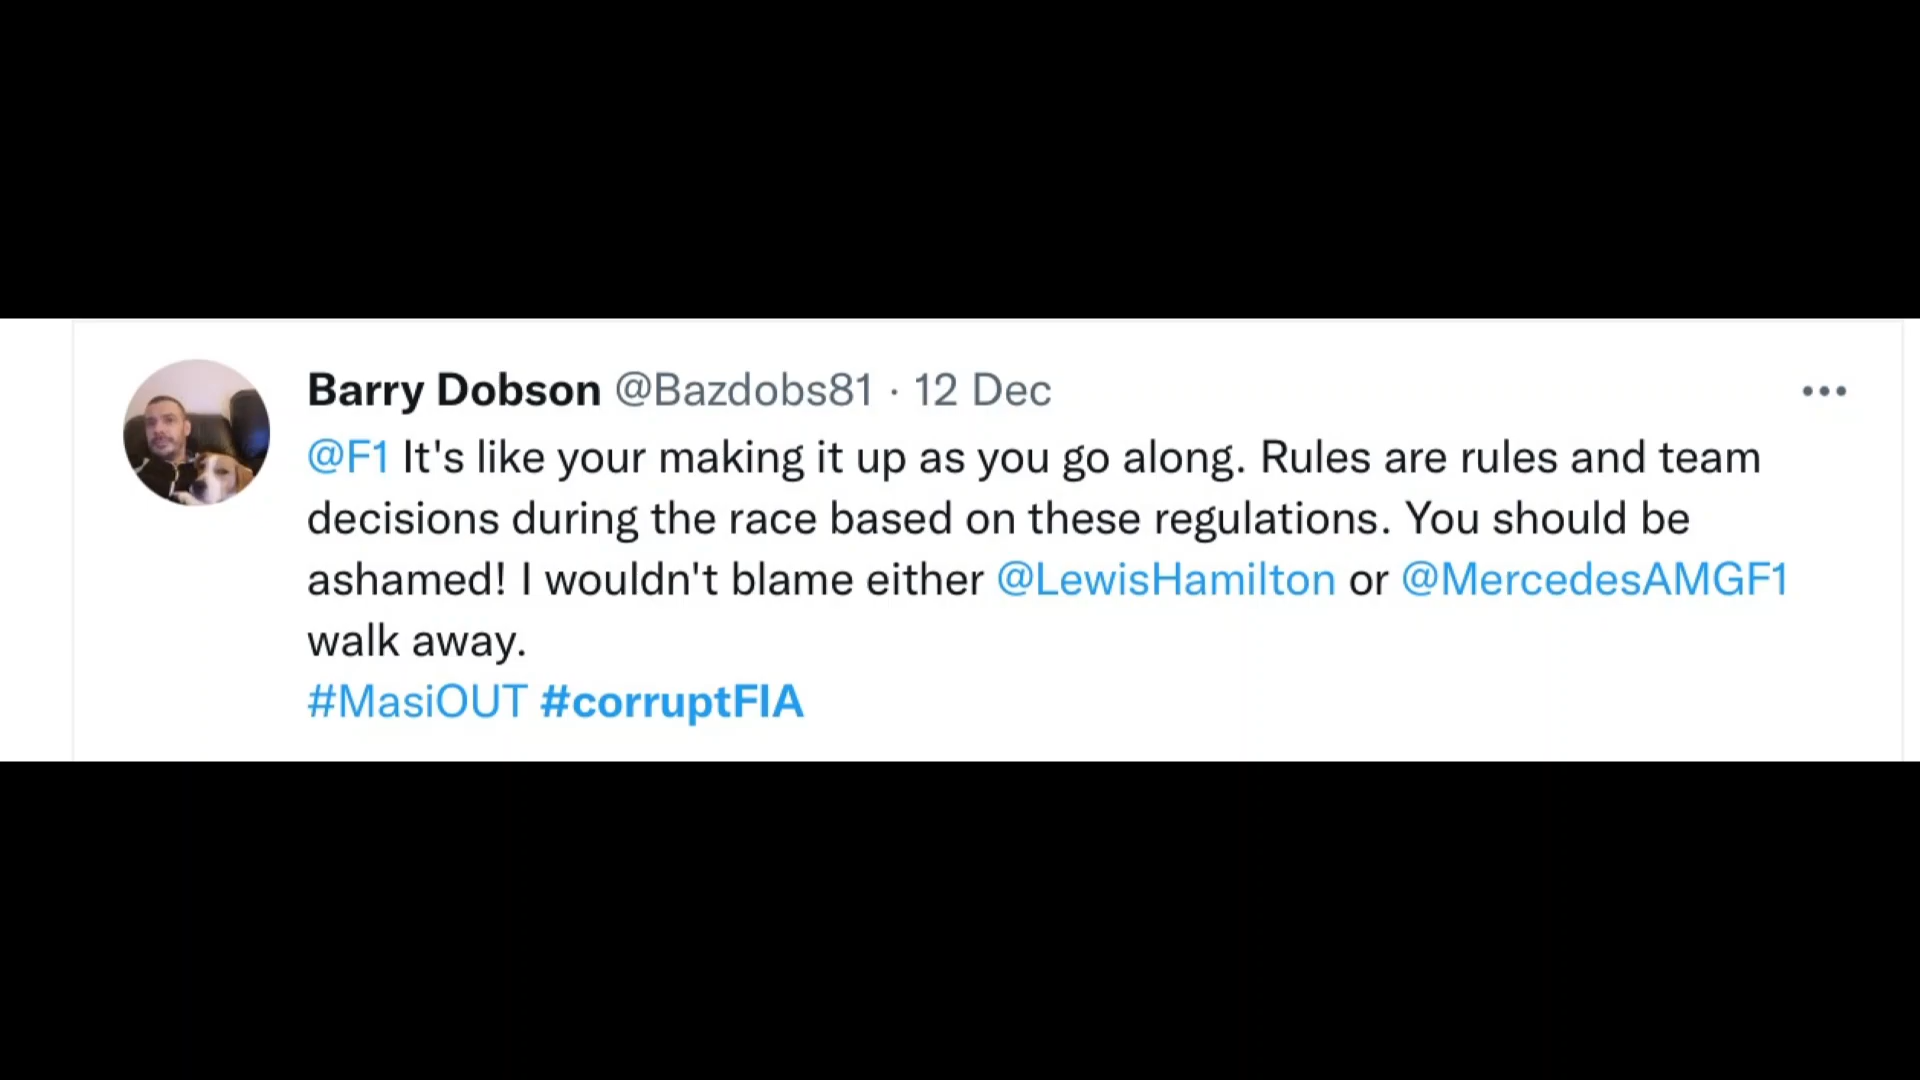 Barry Dobson @Bazdobs81 · 12 Dec
@F1 It's like your making it up as you go along. Rules are rules and team
decisions during the race based on these regulations. You should be
ashamed! I wouldn't blame either @LewisHamilton or @MercedesAMGF1
walk away.
#MasiOUT #corruptFIA